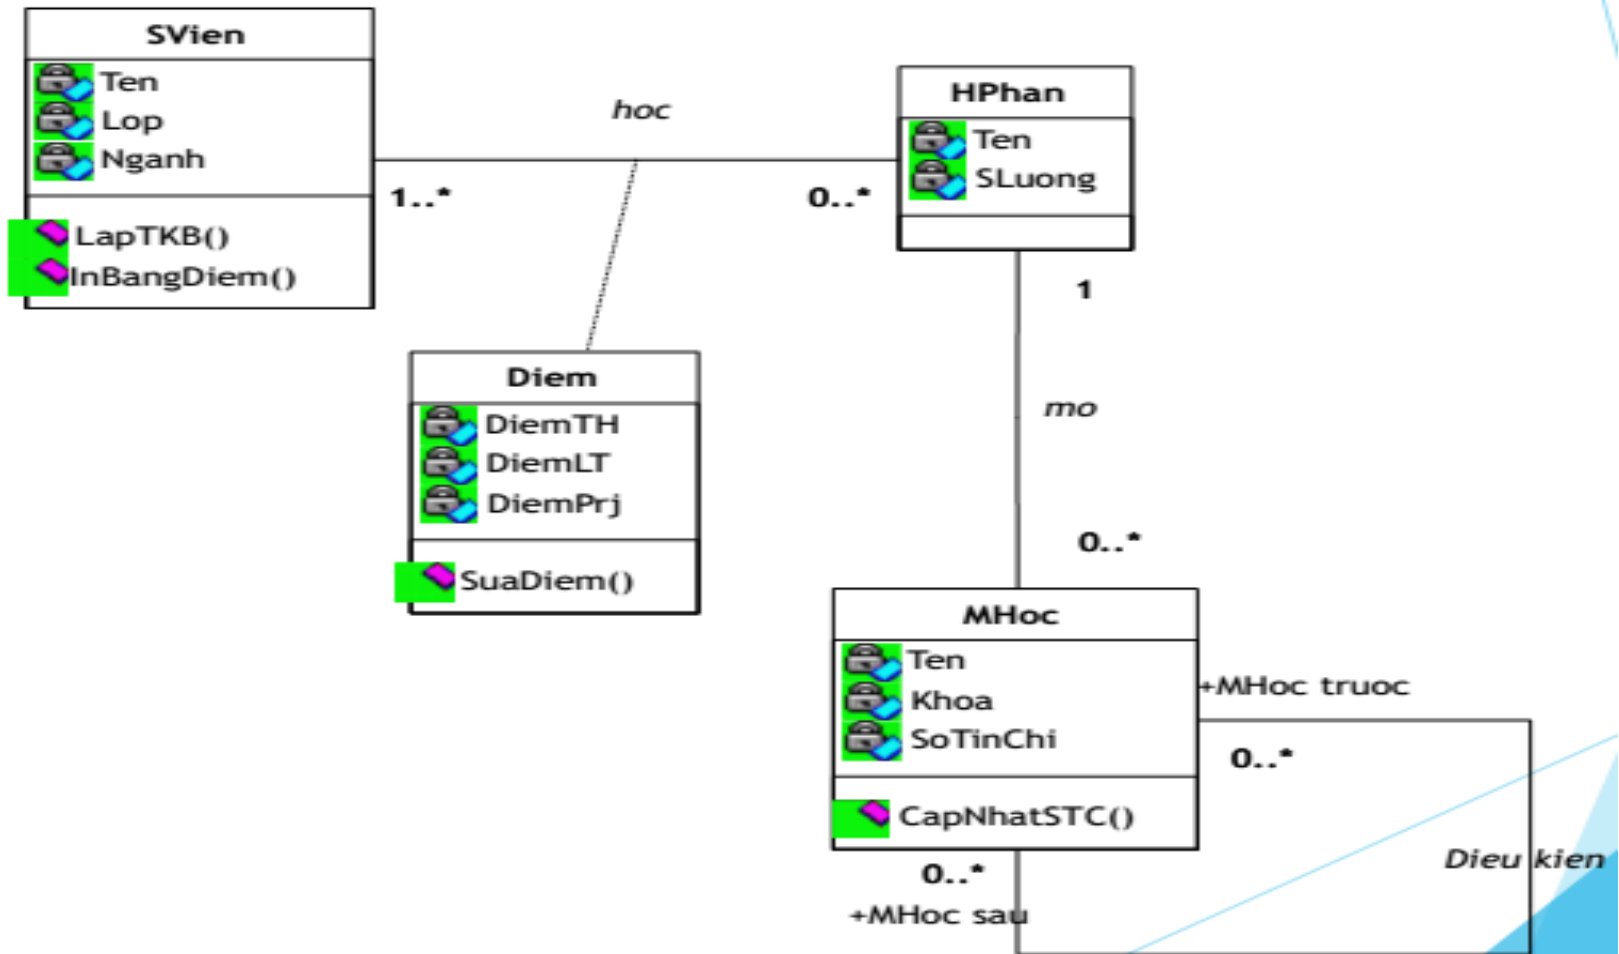 SVien
Ten
Lop
Nganh
LapTKB()
InBangDiem()
hoc
1..*
0..*
HPhan
Ten
SLuong
1
mo
0..*
Diem
DiemTH
DiemLT
DiemPrj
SuaDiem()
MHoc
Ten
Khoa
SoTinChi
CapNhatSTC()
+MHoc truoc
0..*
Dieu kien
0..*
+MHoc sau